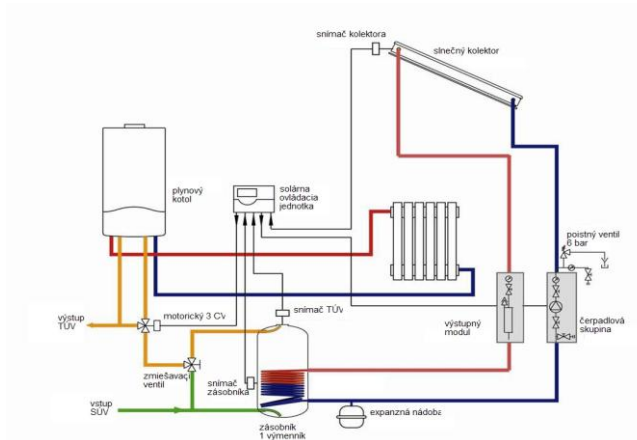 snímač kolektora
slnečný kolektor
plynový
kotol
solárna
ovládacia
jednotka
poistný ventil
6 bar
výstup
TÚV
motorický 3 CV
snímač TÚV
výstupný
modul
čerpadlová
skupina
zmiešavací
ventil
snímač
zásobníka
vstup
SÚV
expanzná nádoba
zásobník
1 výmenník